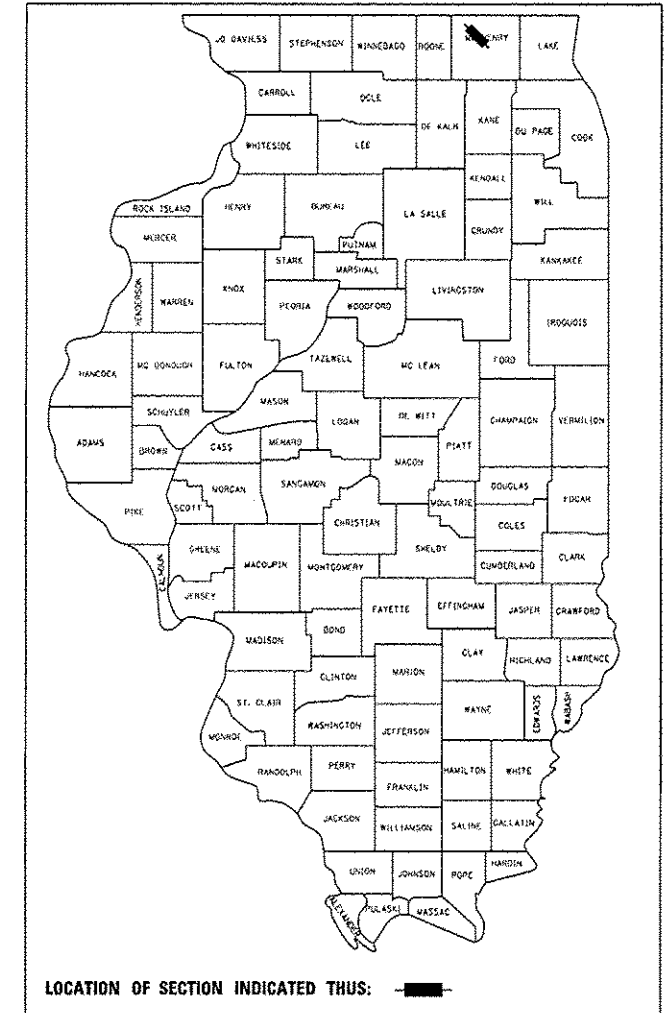 JO DAVIESS STEPHENSON WINNEBAGO BOONE LAKE
CARROLL OGLE DE KALB KANE DU PAGE COOK
WHITESIDE LEE KENDALL WILL
ROCK ISLAND HENRY BUREAU LA SALLE GRUNDY
MERCER PUTNAM KANKAKEE
STARK MARSHALL
HENDERSON WARREN KNOX PEORIA WOODFORD LIVINGSTON IROQUOIS
HANCOCK MC DONOUGH FULTON TAZEWELL MC LEAN FORD
SCHUYLER MASON LOGAN DE WITT CHAMPAIGN VERMILION
ADAMS BROWN CASS MENARD PIATT
MACON
PIKE SCOTT MORGAN SANGAMON MOULTRIE DOUGLAS EDGAR
CHRISTIAN COLES
CALHOUN GREENE MACOUPIN MONTGOMERY SHELBY CUMBERLAND CLARK
JERSEY FAYETTE EFFINGHAM JASPER CRAWFORD
MADISON BOND CLAY RICHLAND LAWRENCE
CLINTON MARION
ST. CLAIR WASHINGTON JEFFERSON WAYNE EDWARDS WABASH
MONROE
RANDOLPH PERRY FRANKLIN HAMILTON WHITE
JACKSON WILLIAMSON SALINE GALLATIN
UNION JOHNSON POPE HARDIN
ALEXANDER PULASKI MASSAC
LOCATION OF SECTION INDICATED THUS: